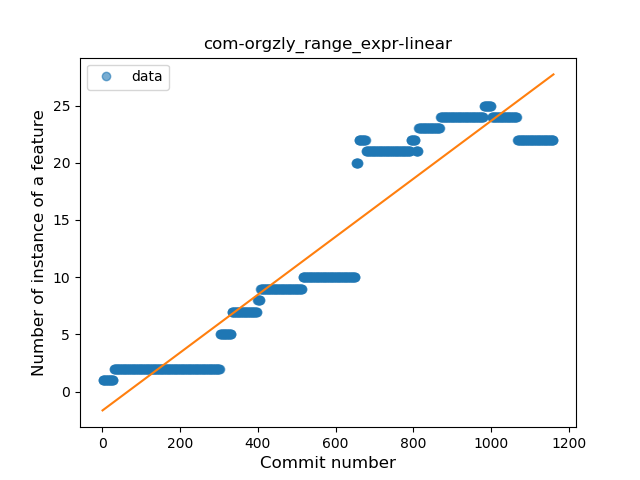 com-orgzly_range_expr-linear
data
Number of instance of a feature
25
20
15
10
5
0
0 200 400 600 800 1000 1200
Commit number